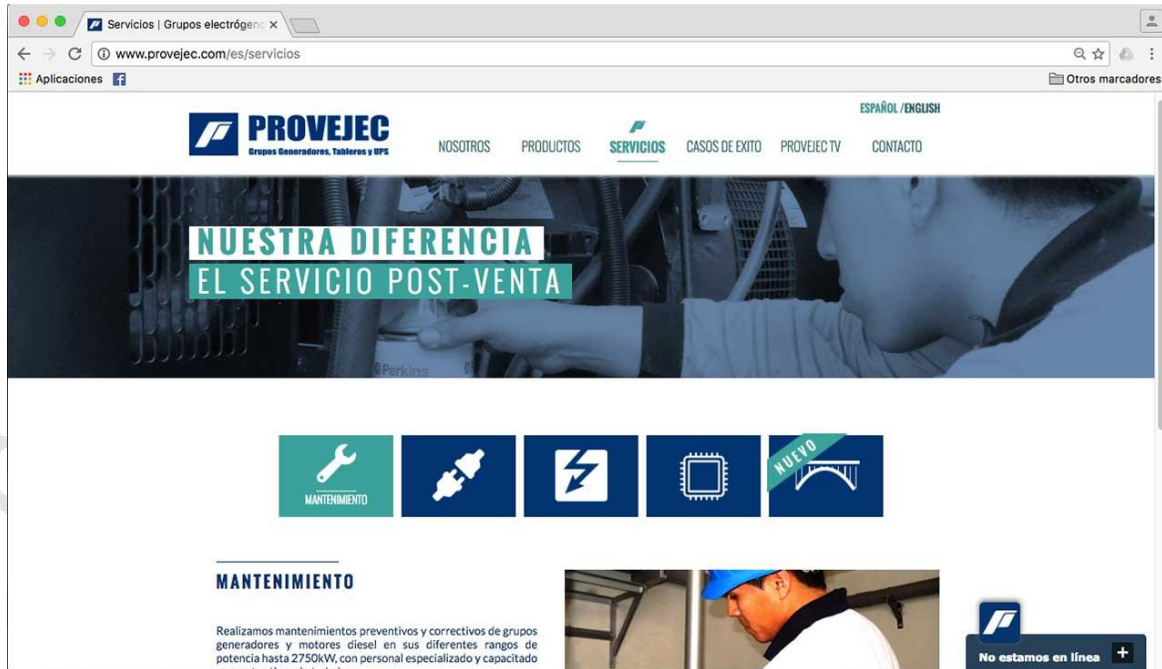 Servicios | Grupos electrógeno
www.provejec.com/es/servicios
Aplicaciones
Otros marcadores
ESPAÑOL /ENGLISH
PROVEJEC
Grupos Generadores, Tableros y UPS
NOSOTROS PRODUCTOS SERVICIOS CASOS DE EXITO PROVEJEC TV CONTACTO
NUESTRA DIFERENCIA
EL SERVICIO POST-VENTA
Perkins
MANTENIMIENTO
NUEVO
MANTENIMIENTO
Realizamos mantenimientos preventivos y correctivos de grupos
generadores y motores diesel en sus diferentes rangos de
potencia hasta 2750kW, con personal especializado y capacitado
No estamos en línea